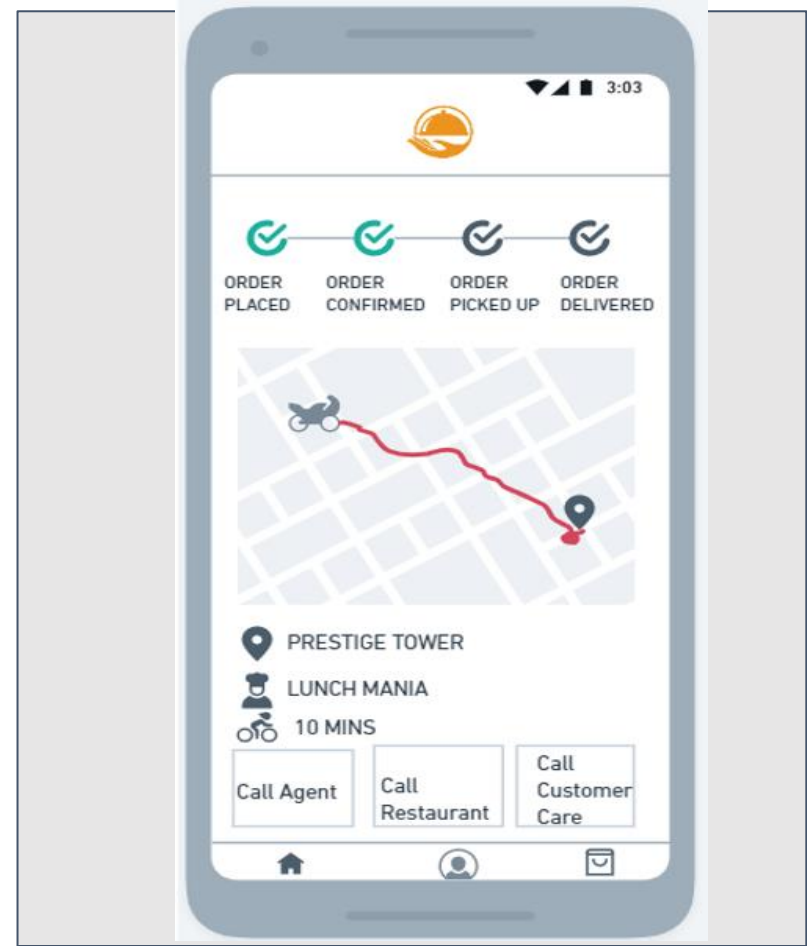 3:03
ORDER
PLACED
ORDER
CONFIRMED
ORDER
PICKED UP
ORDER
DELIVERED
PRESTIGE TOWER
LUNCH MANIA
10 MINS
Call Agent
Call
Restaurant
Call
Customer
Care